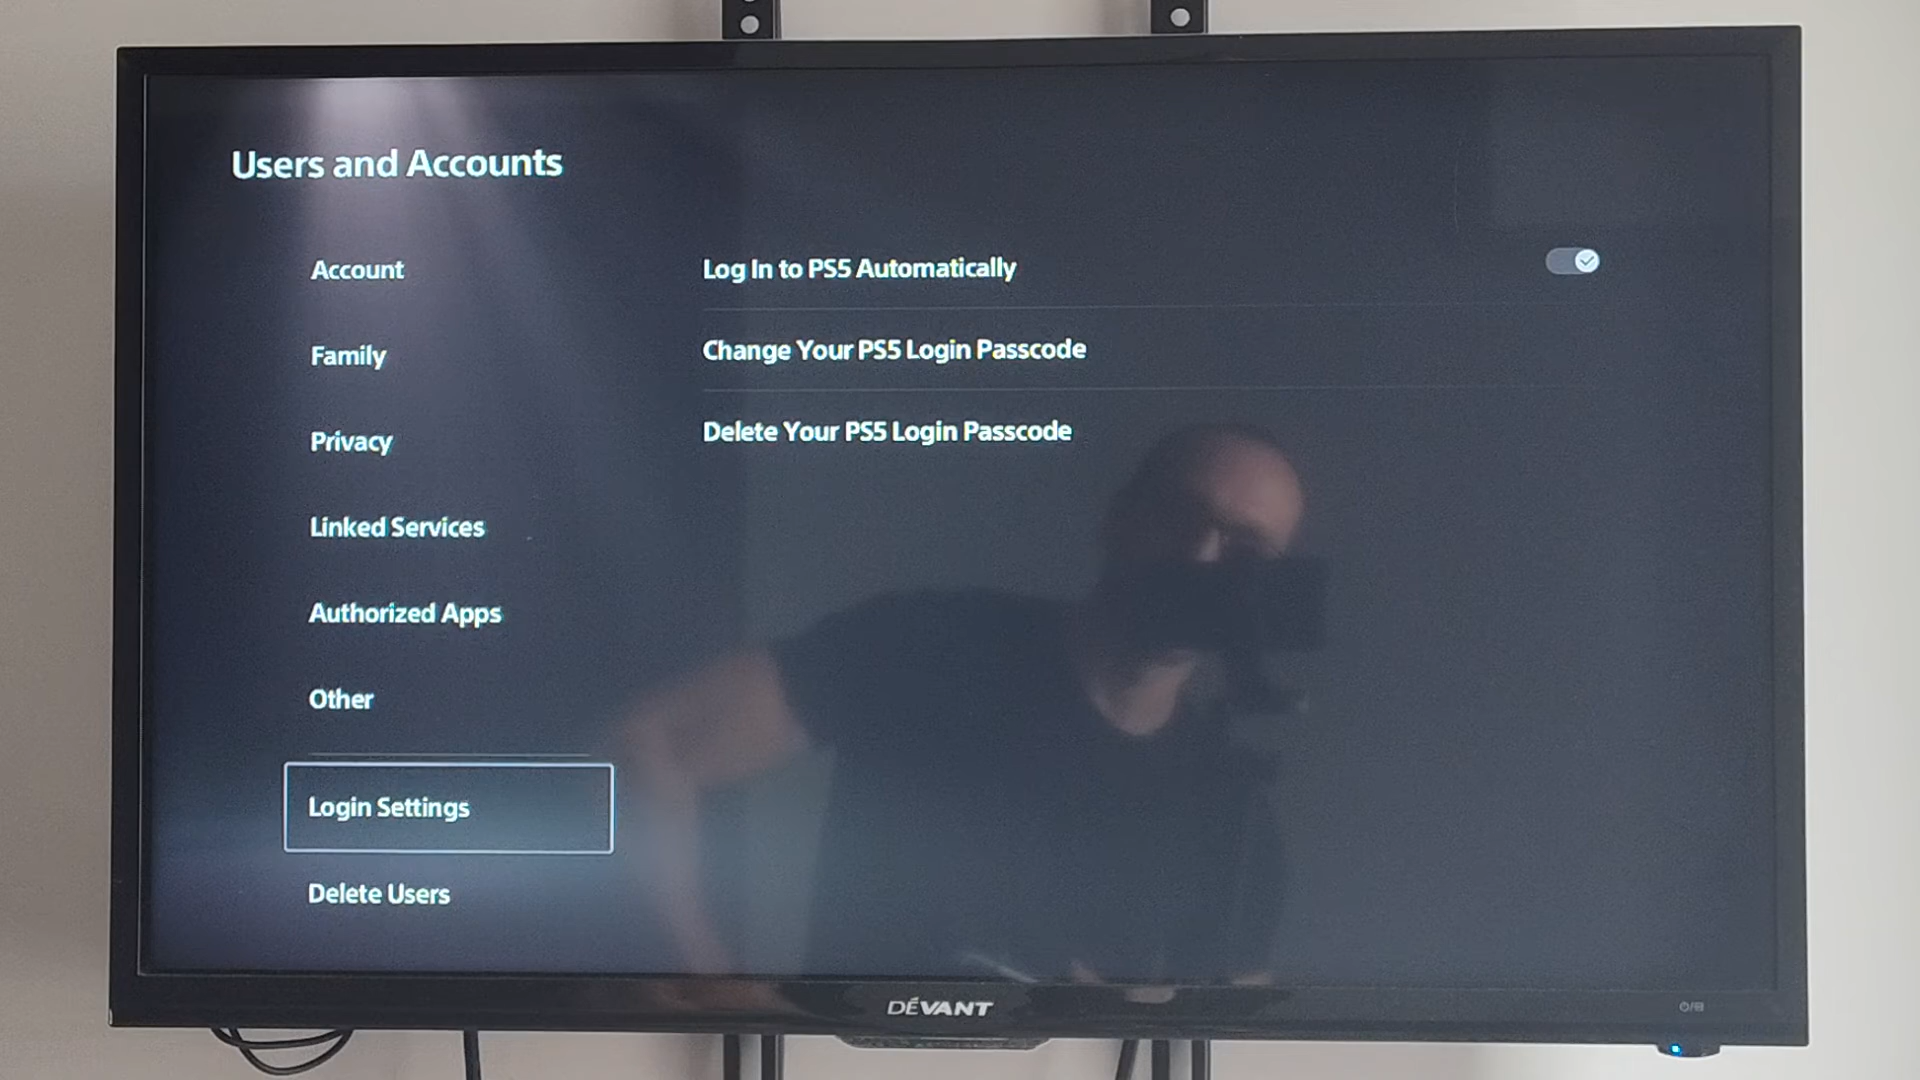 Users and Accounts
Account
Family
Privacy
Linked Services
Authorized Apps
Other
Login Settings
Delete Users
Log In to PS5 Automatically
Change Your PS5 Login Passcode
Delete Your PS5 Login Passcode
DÉVANT